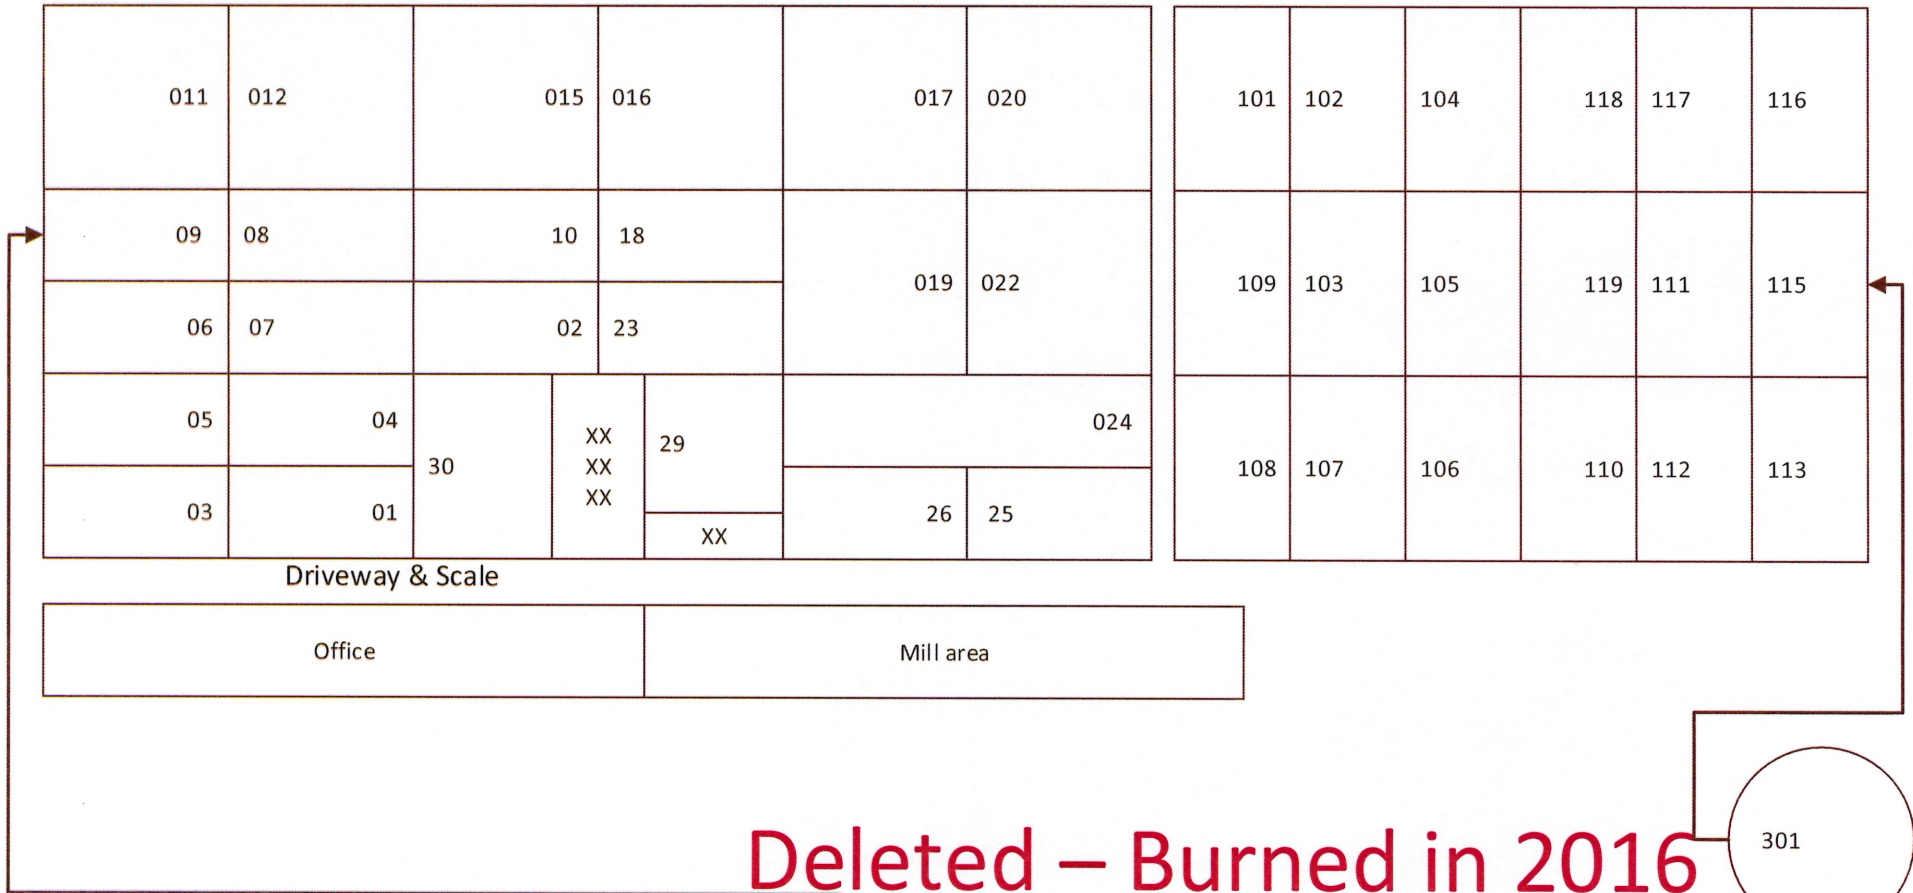 011 012 015 016 017 020 101 102 104 118 117 116
09 08 10 18
019 022 109 103 105 119 111 115
06 07 02 23
05 04 024
XX
29
30 XX 108 107 106 110 112 113
XX
03 01 26 25
XX
Driveway & Scale
Office Mill area
Deleted – Burned in 2016
301